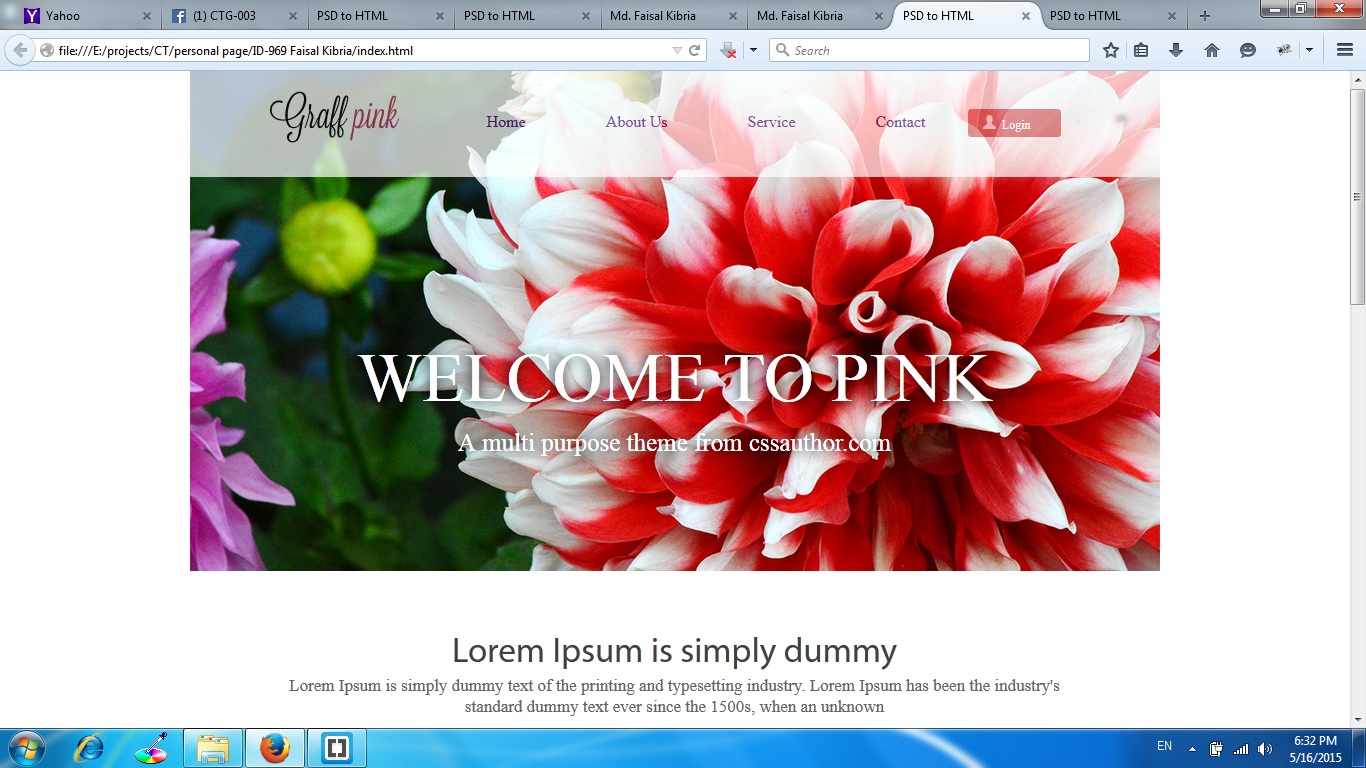 Yahoo
(1) CTG-003
PSD to HTML
PSD to HTML
Md. Faisal Kibria
Md. Faisal Kibria
PSD to HTML
PSD to HTML
file:///E:/projects/CT/personal page/ID-969 Faisal Kibria/index.html
Search
Graff pink
Home
About Us
Service
Contact
Login
WELCOME TO PINK
A multi purpose theme from cssauthor.com
Lorem Ipsum is simply dummy
Lorem Ipsum is simply dummy text of the printing and typesetting industry. Lorem Ipsum has been the industry's
standard dummy text ever since the 1500s, when an unknown
EN
6:32 PM
5/16/2015